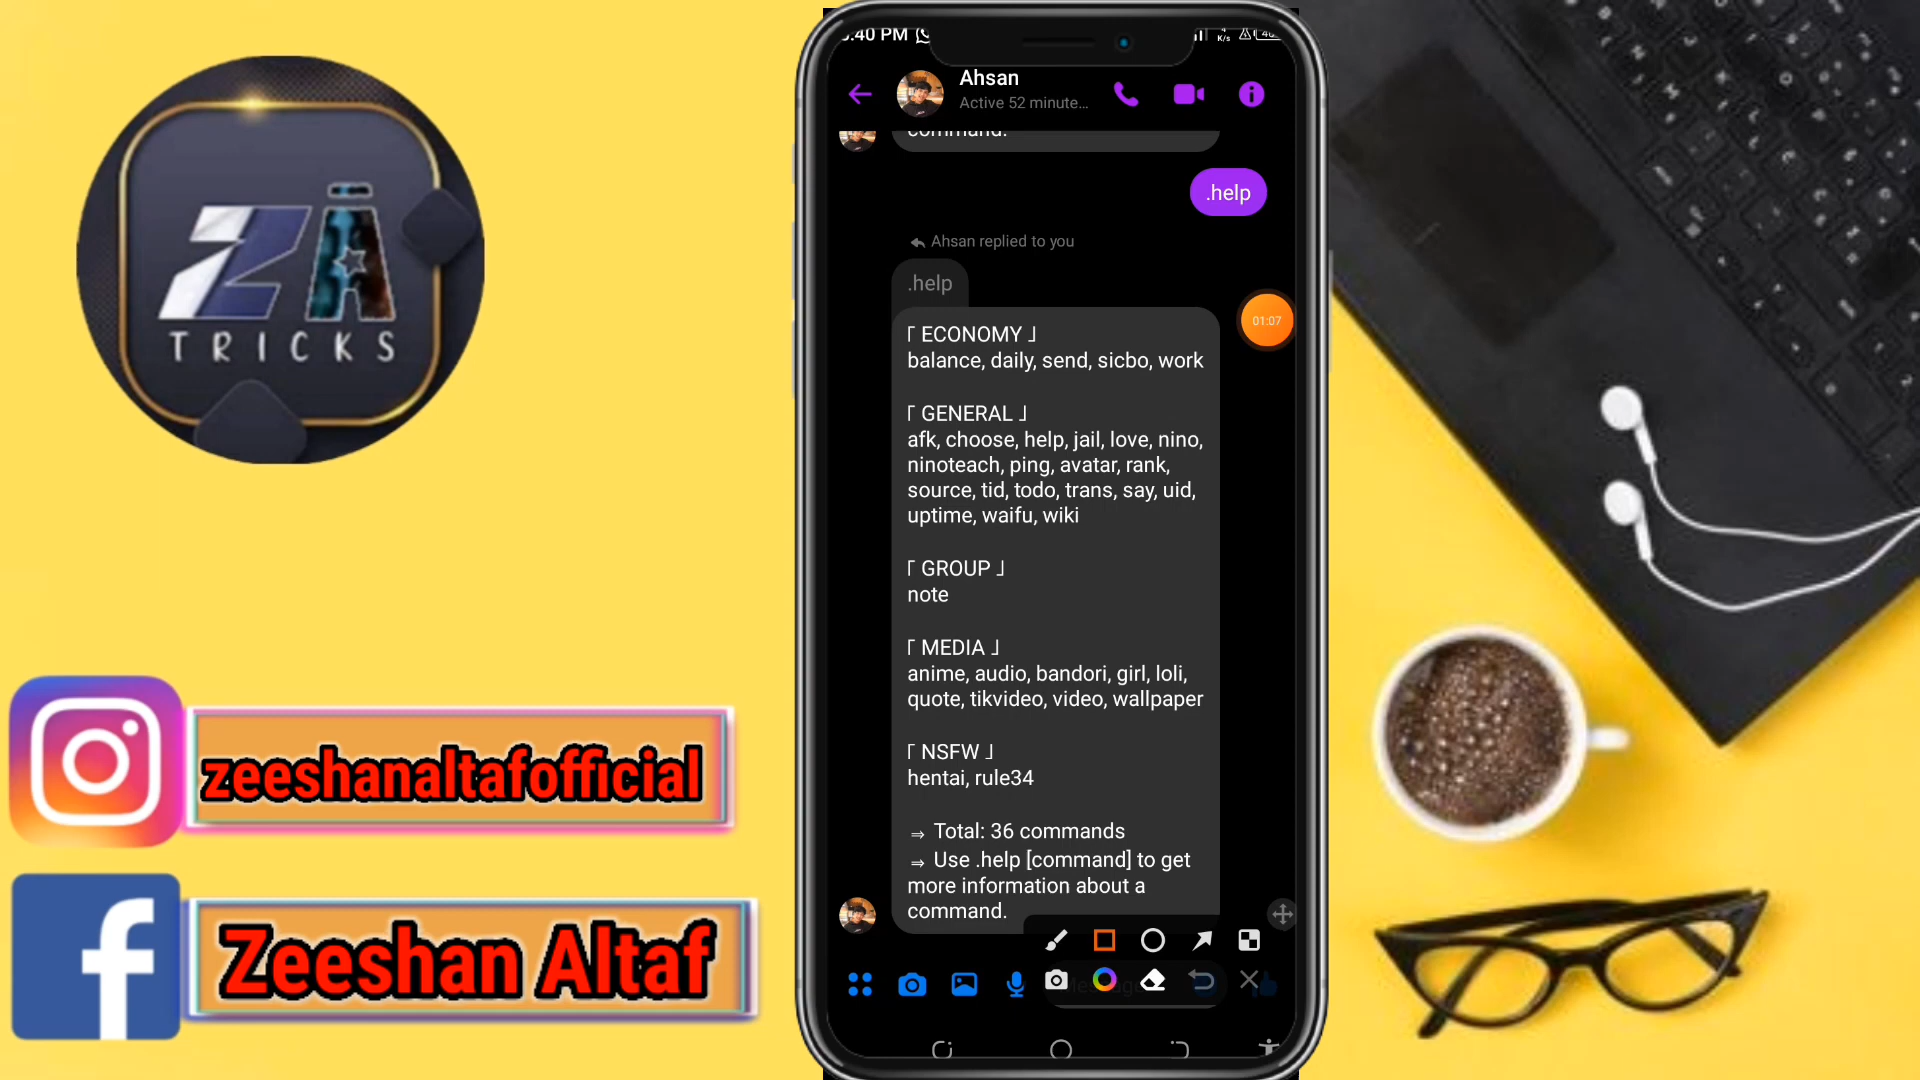 ZA
TRICKS
zeeshanaltafofficial
f
Zeeshan Altaf
:40 PM
K/s
Ahsan
Active 52 minute...
command.
.help
Ahsan replied to you
.help
「 ECONOMY 」
balance, daily, send, sicbo, work
「 GENERAL 」
afk, choose, help, jail, love, nino,
ninoteach, ping, avatar, rank,
source, tid, todo, trans, say, uid,
uptime, waifu, wiki
「 GROUP 」
note
「 MEDIA 」
anime, audio, bandori, girl, loli,
quote, tikvideo, video, wallpaper
「 NSFW 」
hentai, rule34
⇒ Total: 36 commands
⇒ Use .help [command] to get
more information about a
command.
01:07